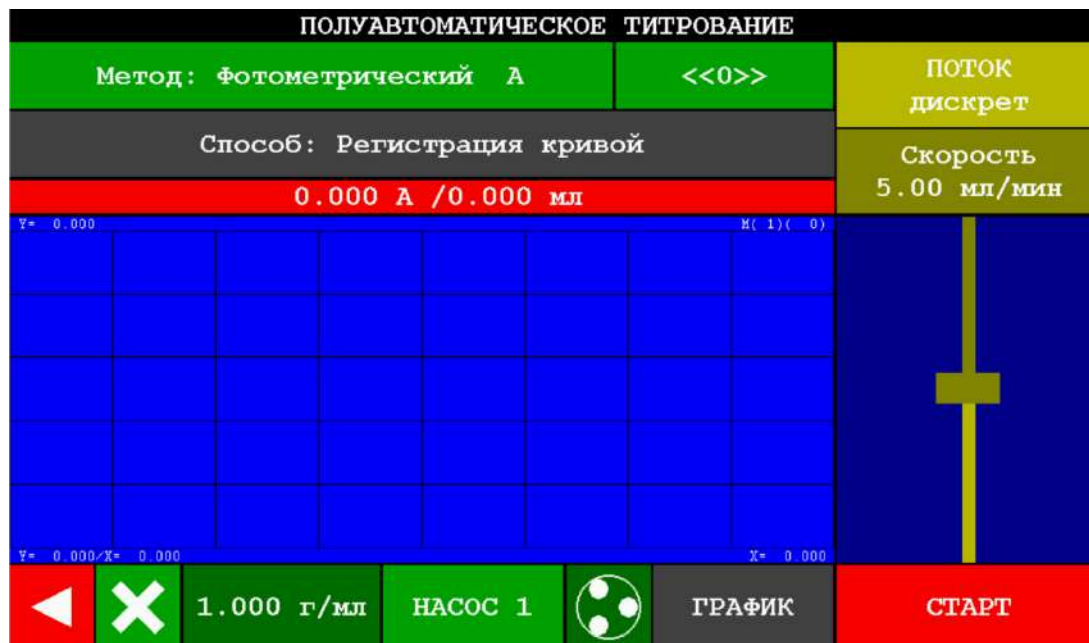 ПОЛУАВТОМАТИЧЕСКОЕ ТИТРОВАНИЕ
Метод: Фотометрический А
<<0>>
ПОТОК
дискрет
Способ: Регистрация кривой
Скорость
5.00 мл/мин
0.000 А /0.000 мл
Y= 0.000
М( 1)( 0)
Y= 0.000/X= 0.000
X= 0.000
1.000 г/мл
НАСОС 1
ГРАФИК
СТАРТ